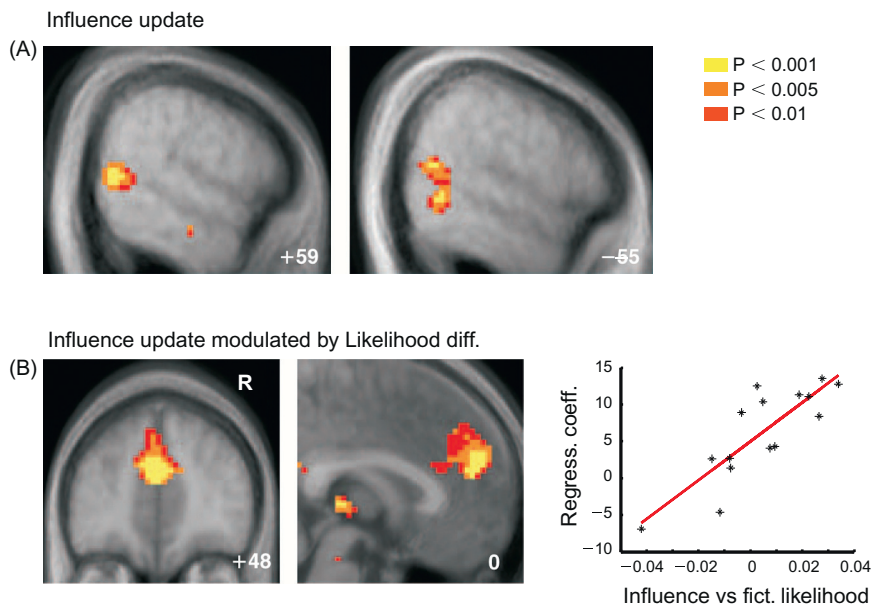 Influence update
(A)
P < 0.001
P < 0.005
P < 0.01
+59
−55
Influence update modulated by Likelihood diff.
(B)
R
+48
0
Regress. coeff.
15
10
5
0
−5
−10
−0.04
−0.02
0
0.02
0.04
Influence vs fict. likelihood